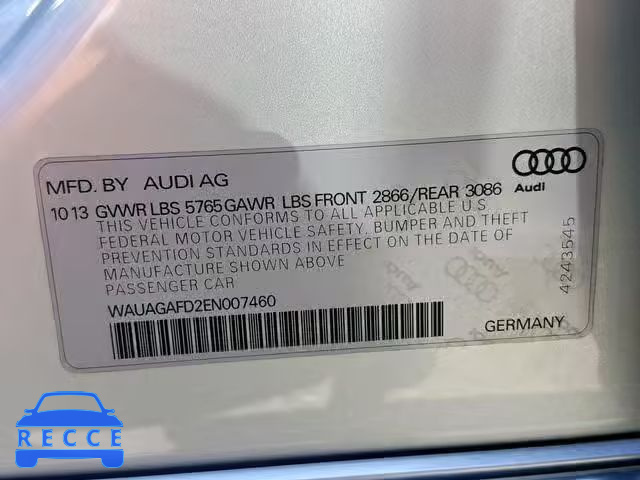 MFD. BY AUDI AG
10 13 GVWR LBS 5765 GAWR LBS FRONT 2866/REAR 3086
Audi
THIS VEHICLE CONFORMS TO ALL APPLICABLE U.S.
FEDERAL MOTOR VEHICLE SAFETY, BUMPER AND THEFT
PREVENTION STANDARDS IN EFFECT ON THE DATE OF
MANUFACTURE SHOWN ABOVE
PASSENGER CAR
4243545
WAUAGAFD2EN007460
GERMANY
RECCE